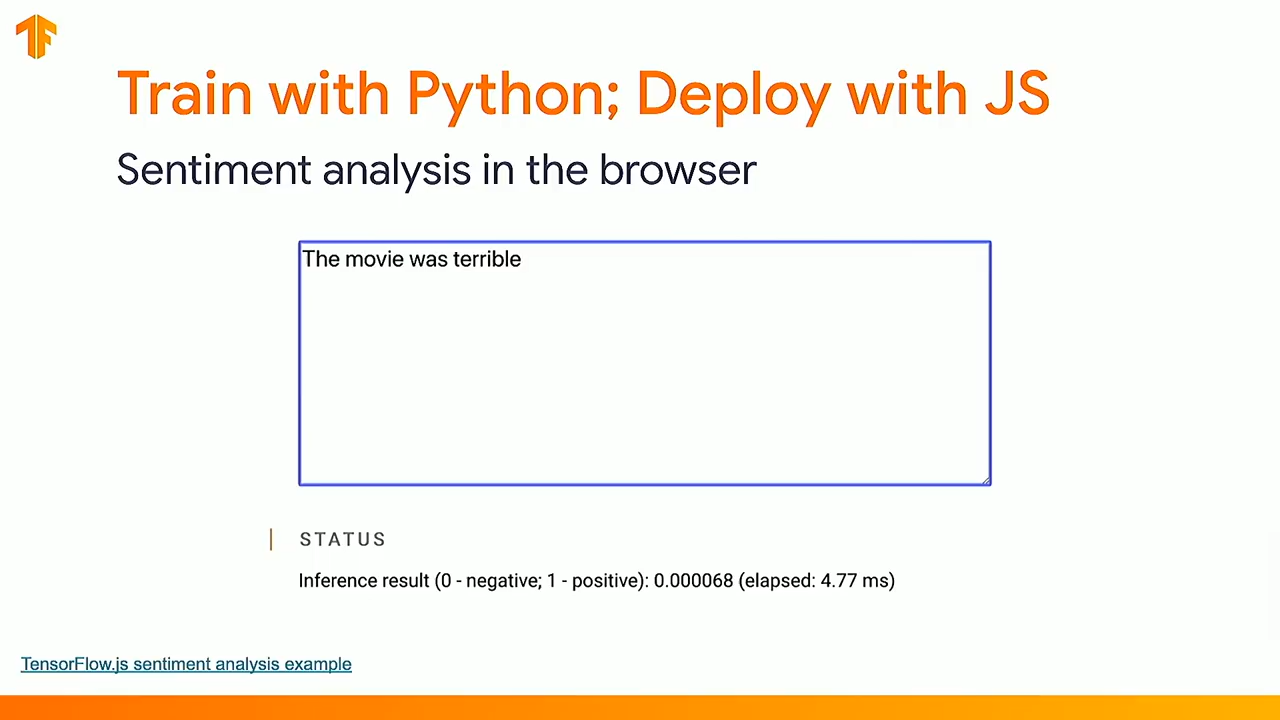 Train with Python; Deploy with JS
Sentiment analysis in the browser
The movie was terrible
STATUS
Inference result (0 - negative; 1 - positive): 0.000068 (elapsed: 4.77 ms)
TensorFlow.js sentiment analysis example